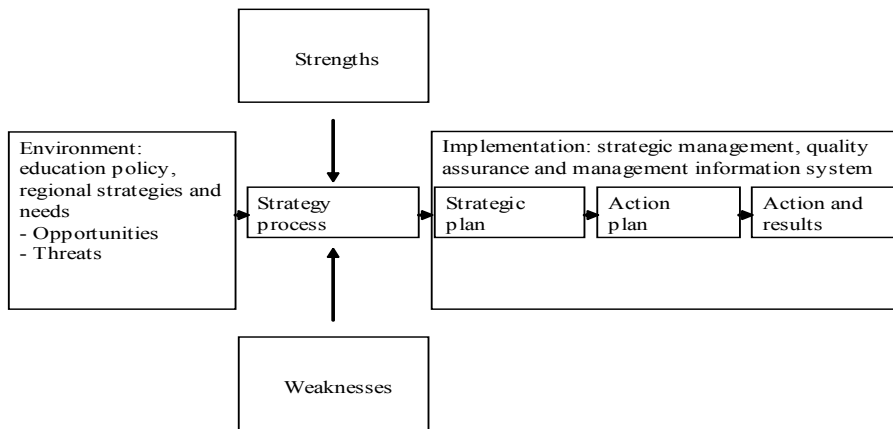 Strengths
Environment:
education policy,
regional strategies and
needs
- Opportunities
- Threats
Strategy
process
Implementation: strategic management, quality
assurance and management information system
Strategic
plan
Action
plan
Action and
results
Weaknesses